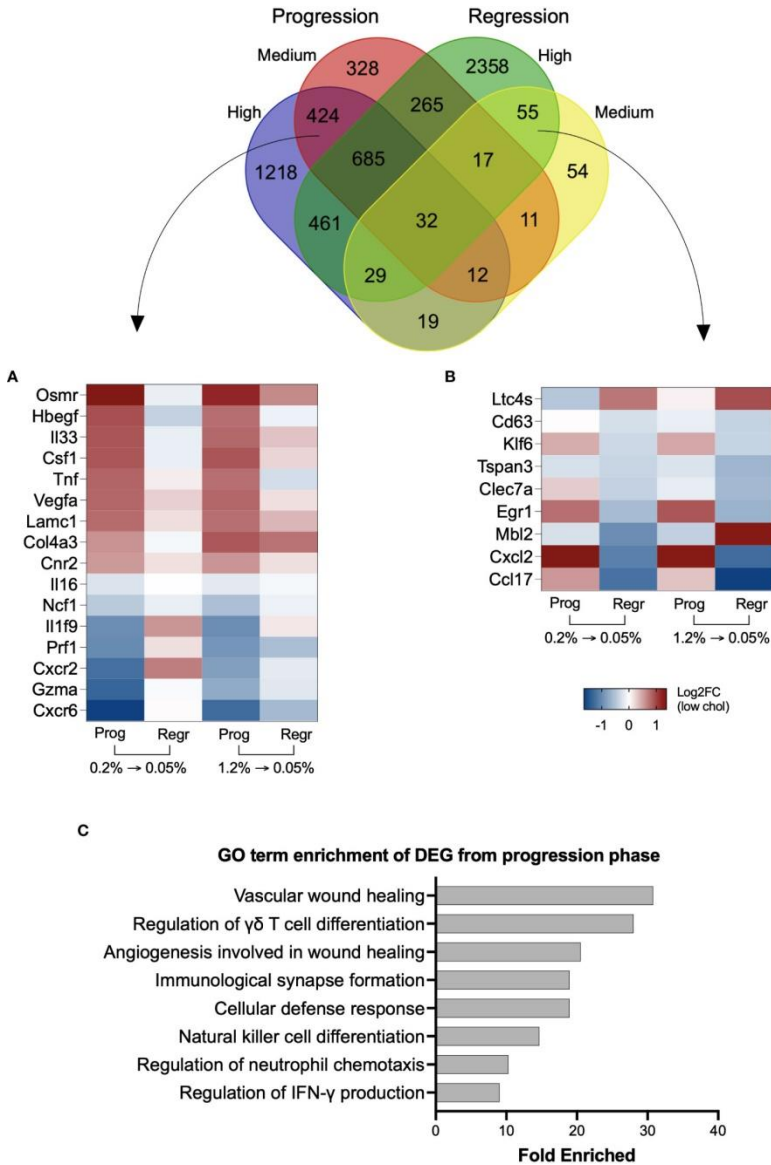 Progression Regression
Medium High
328 2358
High 424 265 55 Medium
1218 685 17 54
461 32 11
29 12
19
A
Osmr
Hbegf
Il33
Csf1
Tnf
Vegfa
Lamc1
Col4a3
Cnr2
Il16
Ncf1
Il1f9
Prf1
Cxcr2
Gzma
Cxcr6
Prog Regr Prog Regr
0.2% → 0.05% 1.2% → 0.05%
B
Ltc4s
Cd63
Klf6
Tspan3
Clec7a
Egr1
Mbl2
Cxcl2
Ccl17
Prog Regr Prog Regr
0.2% → 0.05% 1.2% → 0.05%
Log2FC
(low chol)
-1 0 1
C
GO term enrichment of DEG from progression phase
Vascular wound healing
Regulation of γδ T cell differentiation
Angiogenesis involved in wound healing
Immunological synapse formation
Cellular defense response
Natural killer cell differentiation
Regulation of neutrophil chemotaxis
Regulation of IFN-γ production
0 10 20 30 40
Fold Enriched